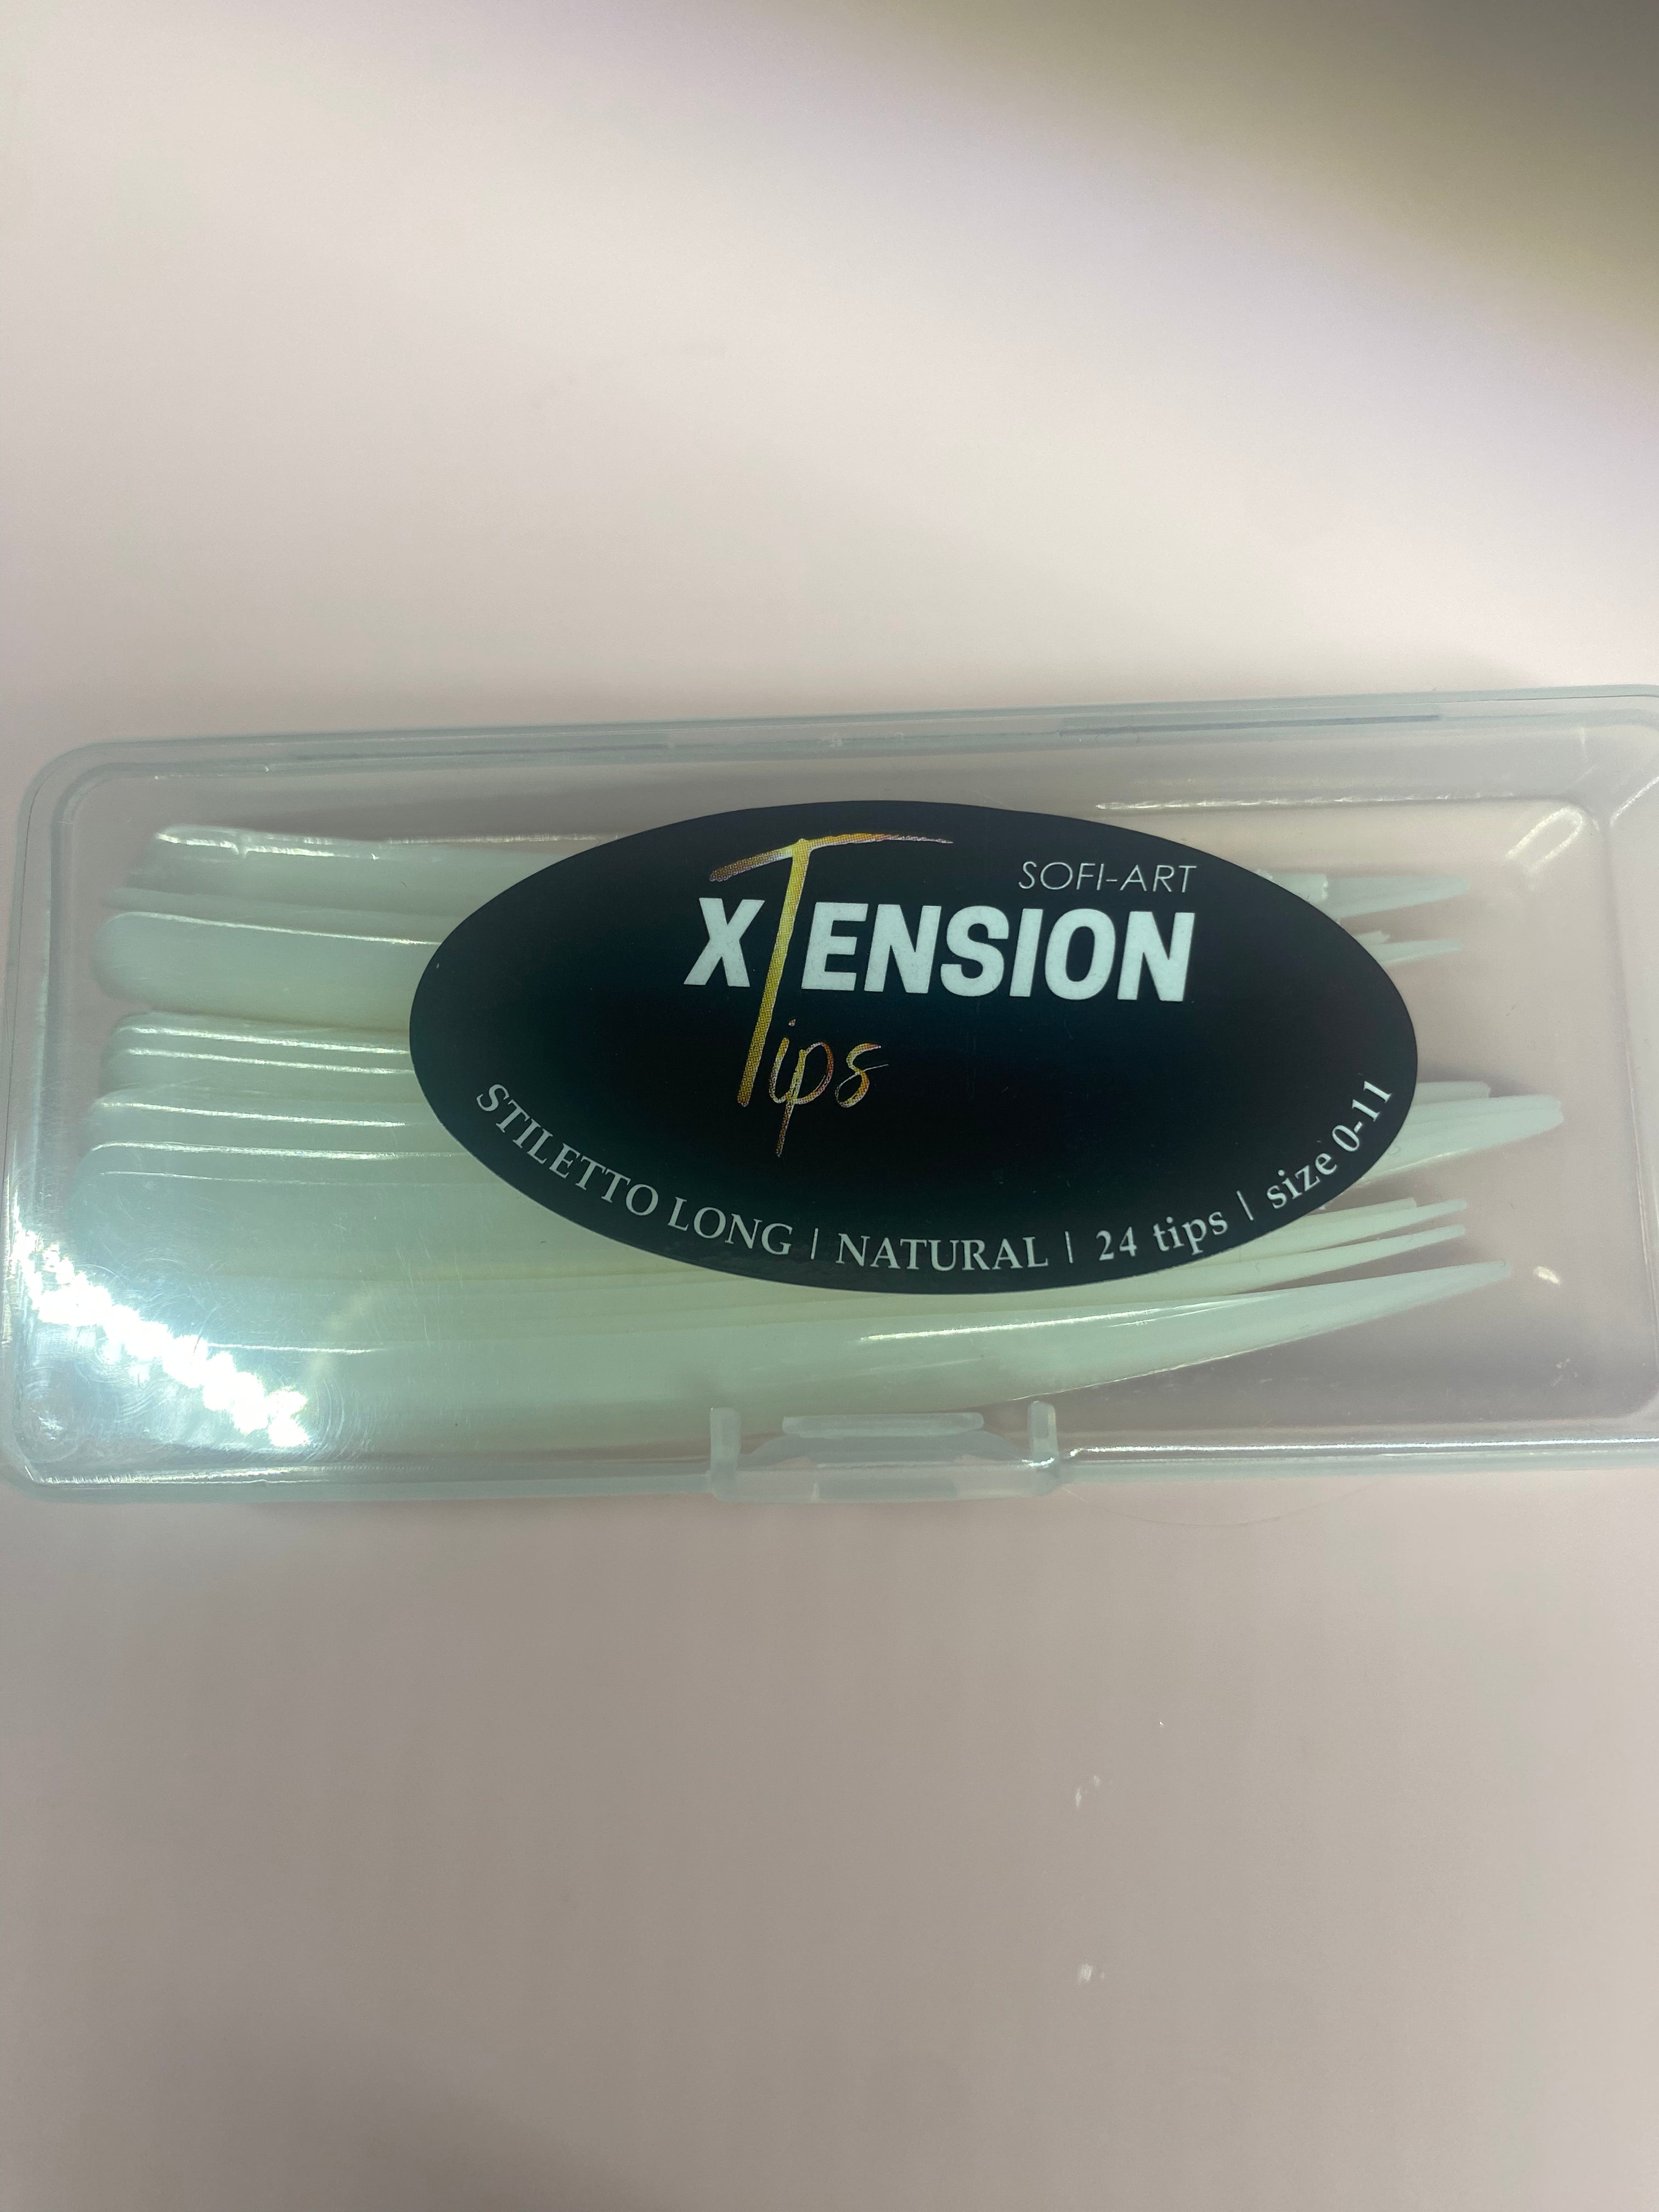 SOFI-ART
XTENSION
Tips
STILETTO LONG | NATURAL | 24 tips | size 0-11